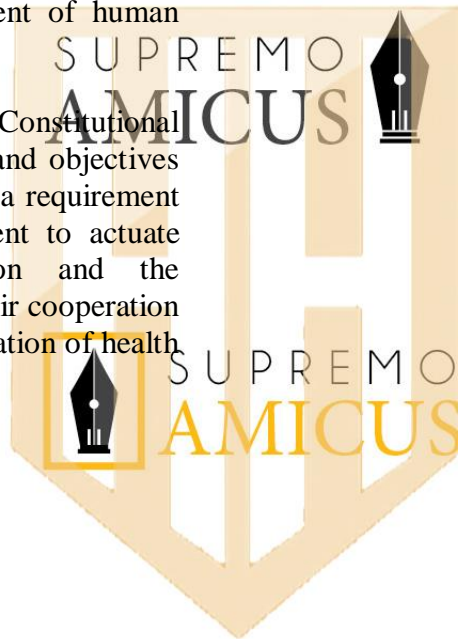 ent of human
SUPREMO
AMICUS
Constitutional
and objectives
a requirement
ent to actuate
on and the
ir cooperation
ation of health
SUPREMO
AMICUS